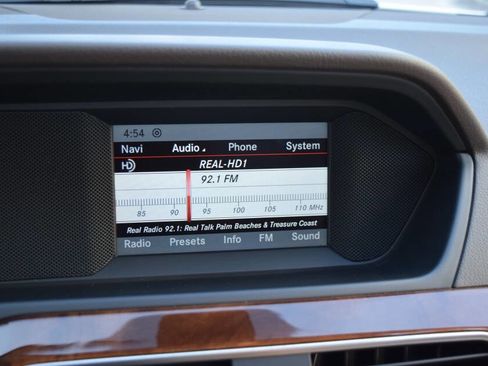 4:54
Navi Audio Phone System
HD REAL-HD1
92.1 FM
85 90 95 100 105 110 MHz
Real Radio 92.1: Real Talk Palm Beaches & Treasure Coast
Radio Presets Info FM Sound